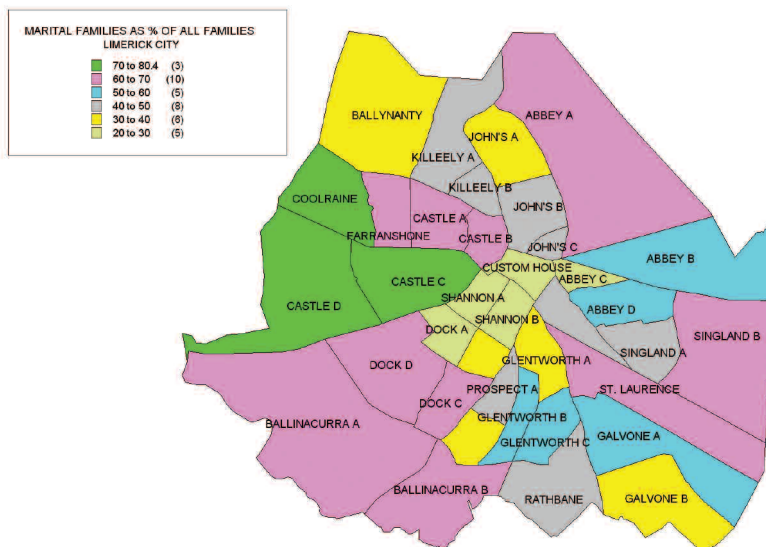 MARITAL FAMILIES AS % OF ALL FAMILIES
LIMERICK CITY
70 to 80.4 (3)
60 to 70 (10)
50 to 60 (5)
40 to 50 (8)
30 to 40 (6)
20 to 30 (5)
BALLYNANTY
ABBEY A
JOHN'S A
KILLEELY A
KILLEELY B
COOLRAINE
JOHN'S B
CASTLE A
FARRANSHONE
CASTLE B
JOHN'S C
ABBEY B
CUSTOM HOUSE
ABBEY C
CASTLE C
SHANNON A
CASTLE D
ABBEY D
SHANNON B
DOCK A
SINGLAND B
SINGLAND A
DOCK D
GLENTWORTH A
PROSPECT A
ST. LAURENCE
DOCK C
GLENTWORTH B
BALLINACURRA A
GLENTWORTH C
GALVONE A
BALLINACURRA B
RATHBANE
GALVONE B